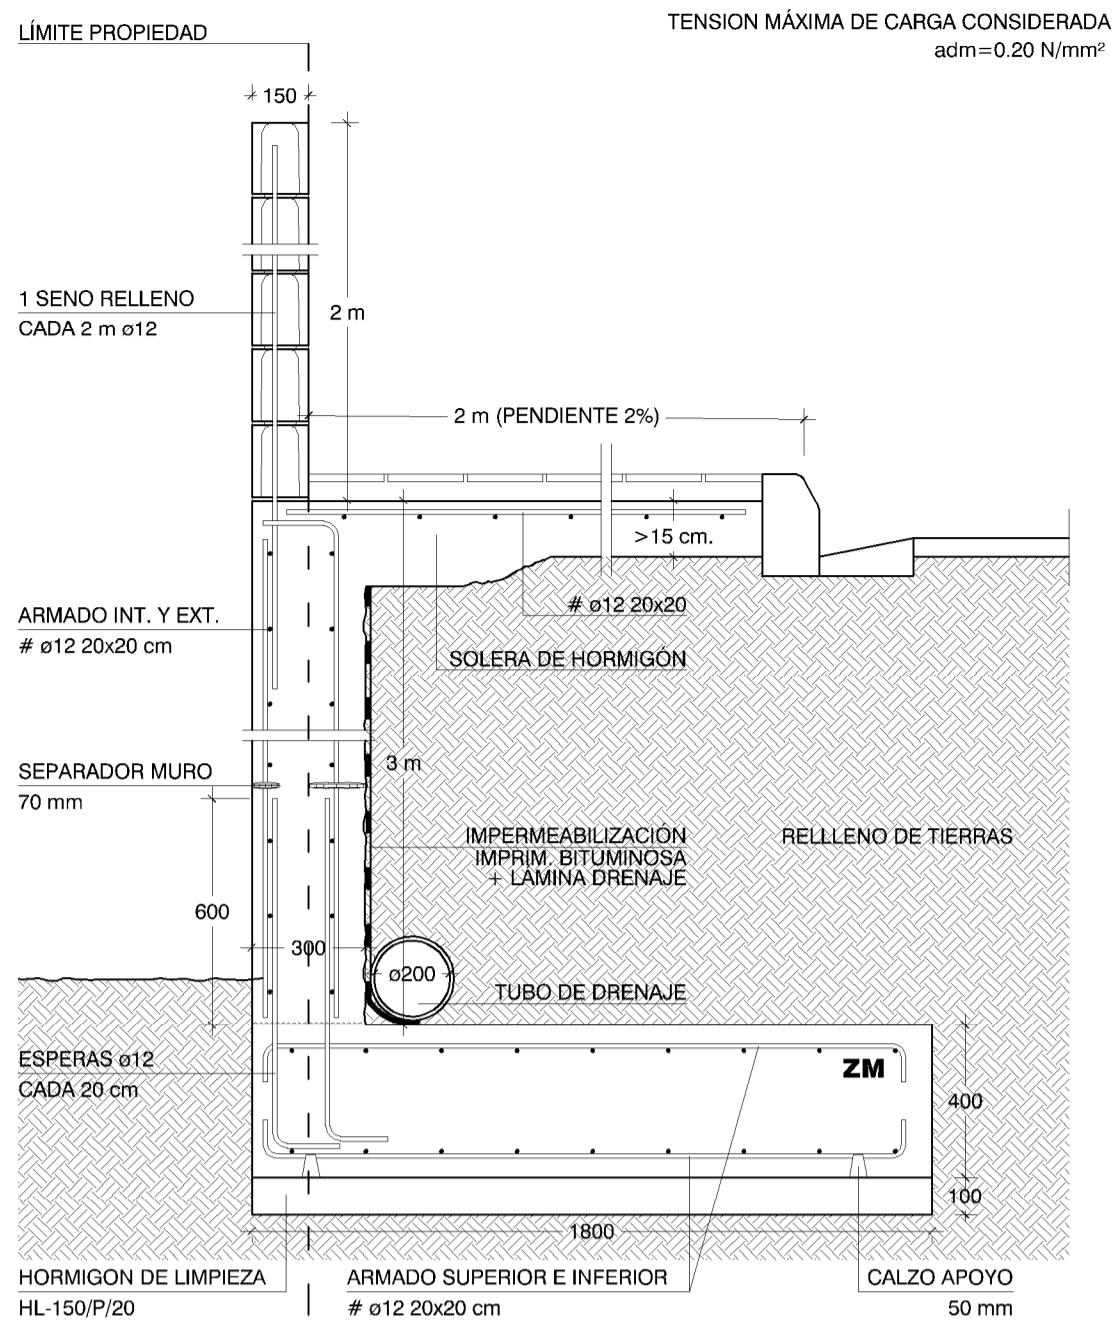 LÍMITE PROPIEDAD
TENSION MÁXIMA DE CARGA CONSIDERADA
adm=0.20 N/mm²
150
1 SENO RELLENO
CADA 2 m ø12
2 m
2 m (PENDIENTE 2%)
>15 cm.
# ø12 20x20
ARMADO INT. Y EXT.
# ø12 20x20 cm
SOLERA DE HORMIGÓN
SEPARADOR MURO
70 mm
3 m
IMPERMEABILIZACIÓN
IMPRIM. BITUMINOSA
+ LÁMINA DRENAJE
RELLLENO DE TIERRAS
600
300
ø200
TUBO DE DRENAJE
ESPERAS ø12
CADA 20 cm
ZM
400
100
1800
HORMIGON DE LIMPIEZA
HL-150/P/20
ARMADO SUPERIOR E INFERIOR
# ø12 20x20 cm
CALZO APOYO
50 mm